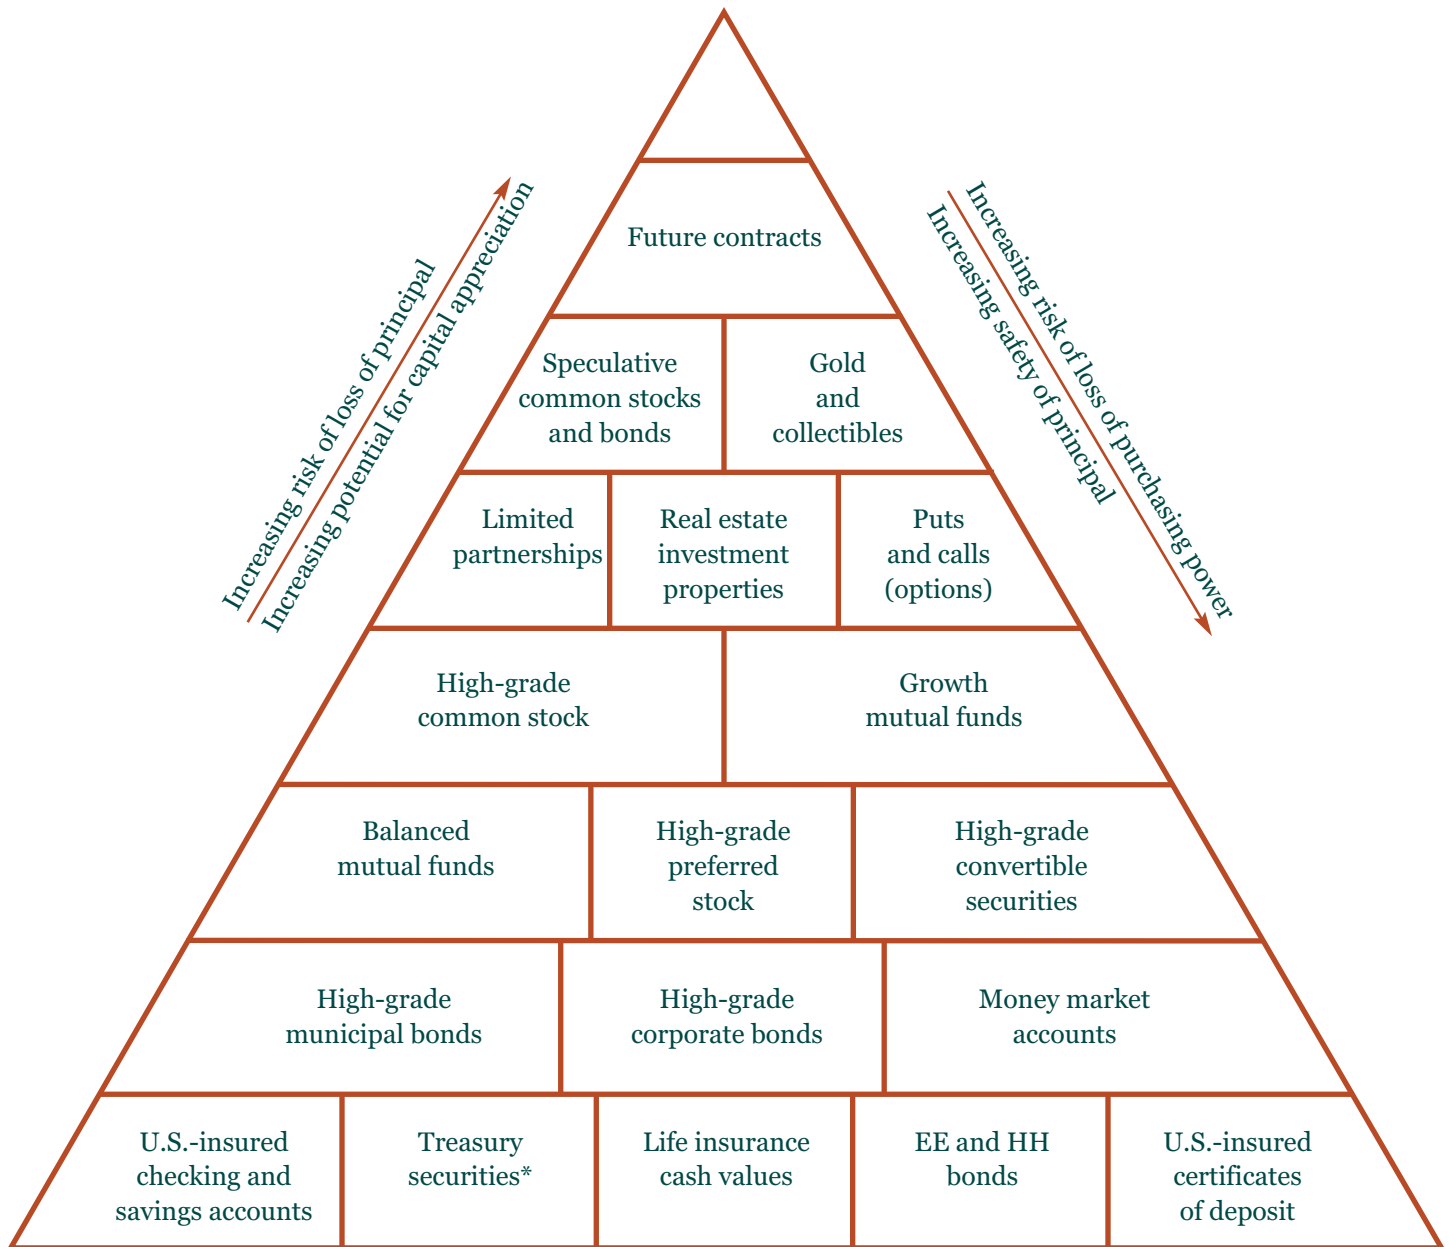 Increasing risk of loss of principal
Increasing potential for capital appreciation
Increasing risk of loss of purchasing power
Increasing safety of principal
Future contracts
Speculative
common stocks
and bonds
Gold
and
collectibles
Limited
partnerships
Real estate
investment
properties
Puts
and calls
(options)
High-grade
common stock
Growth
mutual funds
Balanced
mutual funds
High-grade
preferred
stock
High-grade
convertible
securities
High-grade
municipal bonds
High-grade
corporate bonds
Money market
accounts
U.S.-insured
checking and
savings accounts
Treasury
securities*
Life insurance
cash values
EE and HH
bonds
U.S.-insured
certificates
of deposit